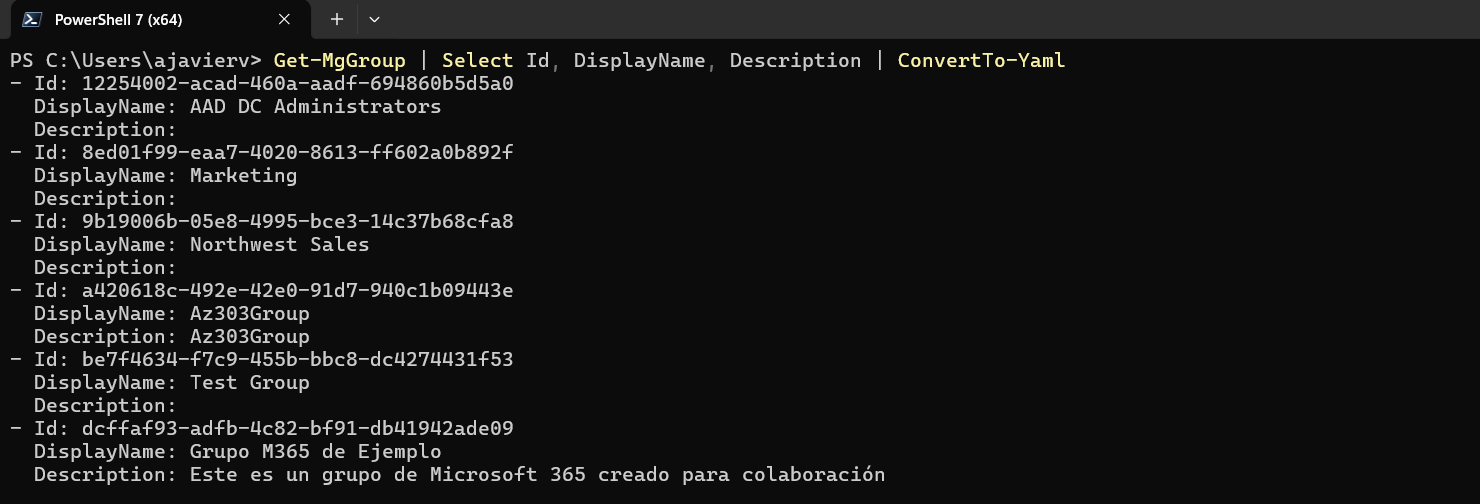 PowerShell 7 (x64)
PS C:\Users\ajavierv> Get-MgGroup | Select Id, DisplayName, Description | ConvertTo-Yaml
- Id: 12254002-acad-460a-aadf-694860b5d5a0
  DisplayName: AAD DC Administrators
  Description:
- Id: 8ed01f99-eaa7-4020-8613-ff602a0b892f
  DisplayName: Marketing
  Description:
- Id: 9b19006b-05e8-4995-bce3-14c37b68cfa8
  DisplayName: Northwest Sales
  Description:
- Id: a420618c-492e-42e0-91d7-940c1b09443e
  DisplayName: Az303Group
  Description: Az303Group
- Id: be7f4634-f7c9-455b-bbc8-dc4274431f53
  DisplayName: Test Group
  Description:
- Id: dcffaf93-adfb-4c82-bf91-db41942ade09
  DisplayName: Grupo M365 de Ejemplo
  Description: Este es un grupo de Microsoft 365 creado para colaboración